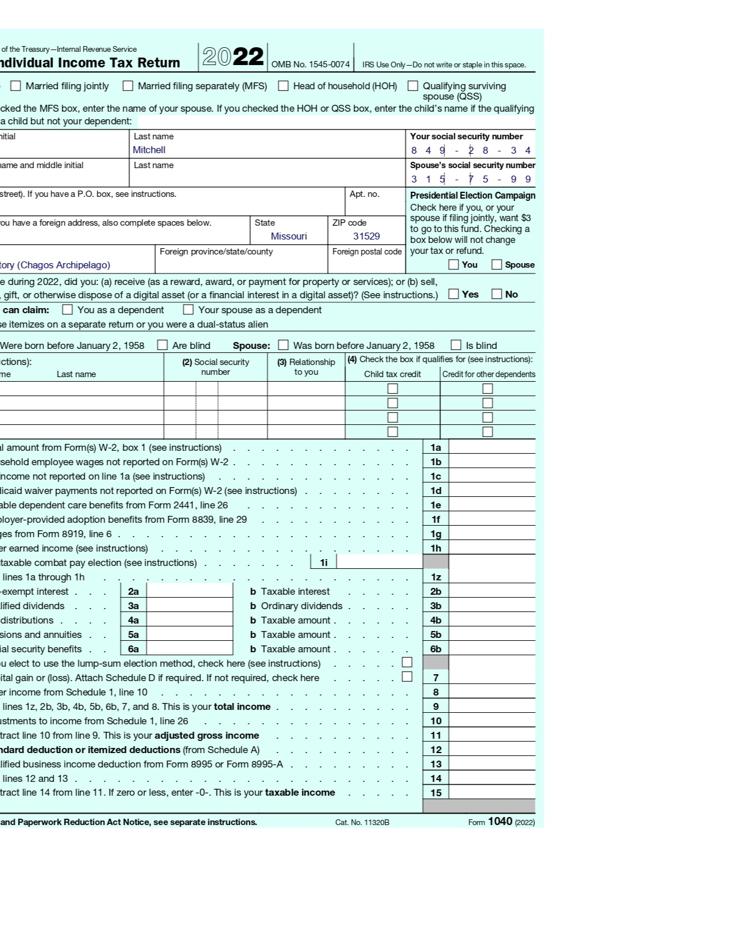 of the Treasury—Internal Revenue Service
ndividual Income Tax Return 2022 OMB No. 1545-0074 IRS Use Only—Do not write or staple in this space.
Married filing jointly Married filing separately (MFS) Head of household (HOH) Qualifying surviving spouse (QSS)
cked the MFS box, enter the name of your spouse. If you checked the HOH or QSS box, enter the child's name if the qualifying
a child but not your dependent:
nitial Last name Your social security number
Mitchell 8 4 9 - 2 8 - 3 4
name and middle initial Last name Spouse's social security number
3 1 5 - 7 5 - 9 9
street). If you have a P.O. box, see instructions. Apt. no. Presidential Election Campaign
Check here if you, or your
spouse if filing jointly, want $3
to go to this fund. Checking a
box below will not change
your tax or refund.
You Spouse
ou have a foreign address, also complete spaces below. State ZIP code
Missouri 31529
Foreign province/state/county Foreign postal code
tory (Chagos Archipelago)
e during 2022, did you: (a) receive (as a reward, award, or payment for property or services); or (b) sell,
, gift, or otherwise dispose of a digital asset (or a financial interest in a digital asset)? (See instructions.) Yes No
can claim: You as a dependent Your spouse as a dependent
se itemizes on a separate return or you were a dual-status alien
Were born before January 2, 1958 Are blind Spouse: Was born before January 2, 1958 Is blind
ctions): (2) Social security number (3) Relationship to you (4) Check the box if qualifies for (see instructions):
me Last name Child tax credit Credit for other dependents
al amount from Form(s) W-2, box 1 (see instructions) 1a
sehold employee wages not reported on Form(s) W-2 1b
income not reported on line 1a (see instructions) 1c
dicaid waiver payments not reported on Form(s) W-2 (see instructions) 1d
able dependent care benefits from Form 2441, line 26 1e
ployer-provided adoption benefits from Form 8839, line 29 1f
ges from Form 8919, line 6 1g
er earned income (see instructions) 1h
taxable combat pay election (see instructions) 1i
lines 1a through 1h 1z
-exempt interest 2a b Taxable interest 2b
lified dividends 3a b Ordinary dividends 3b
distributions 4a b Taxable amount 4b
sions and annuities 5a b Taxable amount 5b
ial security benefits 6a b Taxable amount 6b
ou elect to use the lump-sum election method, check here (see instructions)
ital gain or (loss). Attach Schedule D if required. If not required, check here 7
er income from Schedule 1, line 10 8
lines 1z, 2b, 3b, 4b, 5b, 6b, 7, and 8. This is your total income 9
ustments to income from Schedule 1, line 26 10
tract line 10 from line 9. This is your adjusted gross income 11
ndard deduction or itemized deductions (from Schedule A) 12
alified business income deduction from Form 8995 or Form 8995-A 13
lines 12 and 13 14
tract line 14 from line 11. If zero or less, enter -0-. This is your taxable income 15
and Paperwork Reduction Act Notice, see separate instructions. Cat. No. 11320B Form 1040 (2022)